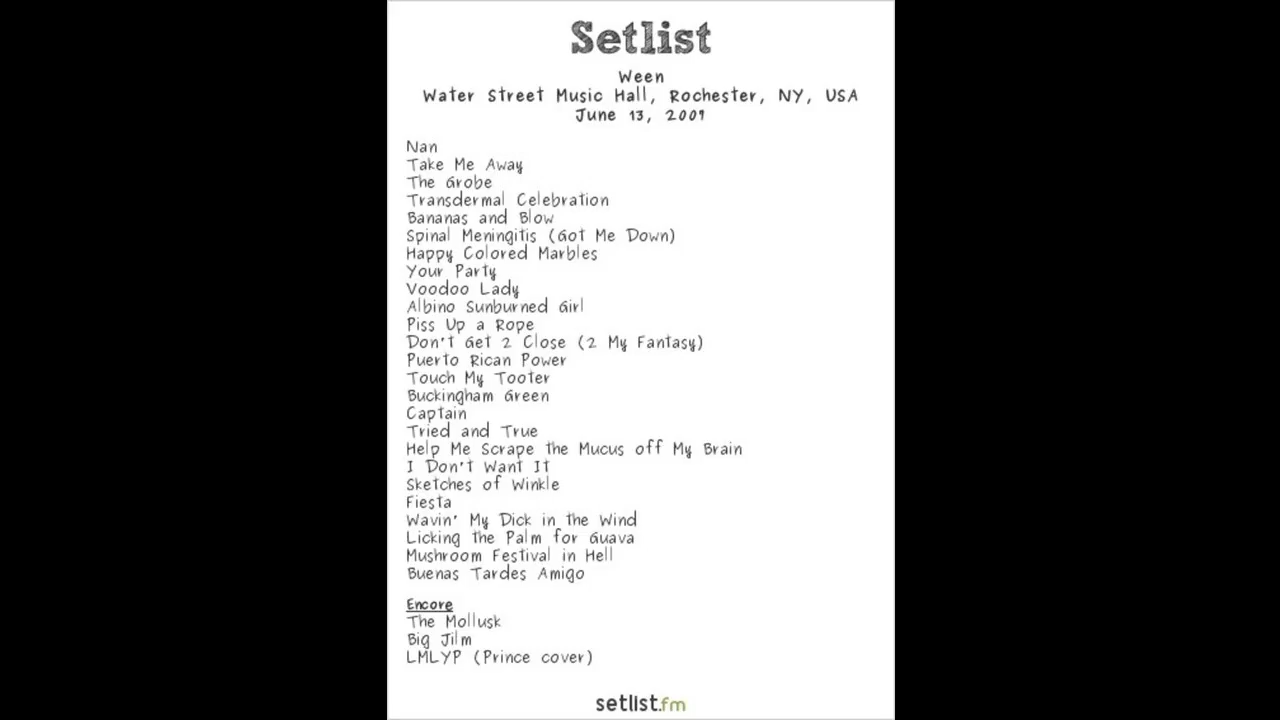 Setlist
Ween
Water Street Music Hall, Rochester, NY, USA
June 13, 2009
Nan
Take Me Away
The Grobe
Transdermal Celebration
Bananas and Blow
Spinal Meningitis (Got Me Down)
Happy Colored Marbles
Your Party
Voodoo Lady
Albino Sunburned Girl
Piss Up a Rope
Don't Get 2 Close (2 My Fantasy)
Puerto Rican Power
Touch My Tooter
Buckingham Green
Captain
Tried and True
Help Me Scrape the Mucus off My Brain
I Don't Want It
Sketches of Winkle
Fiesta
Wavin' My Dick in the Wind
Licking the Palm for Guava
Mushroom Festival in Hell
Buenas Tardes Amigo
Encore
The Mollusk
Big Jilm
LMLYP (Prince cover)
setlist.fm